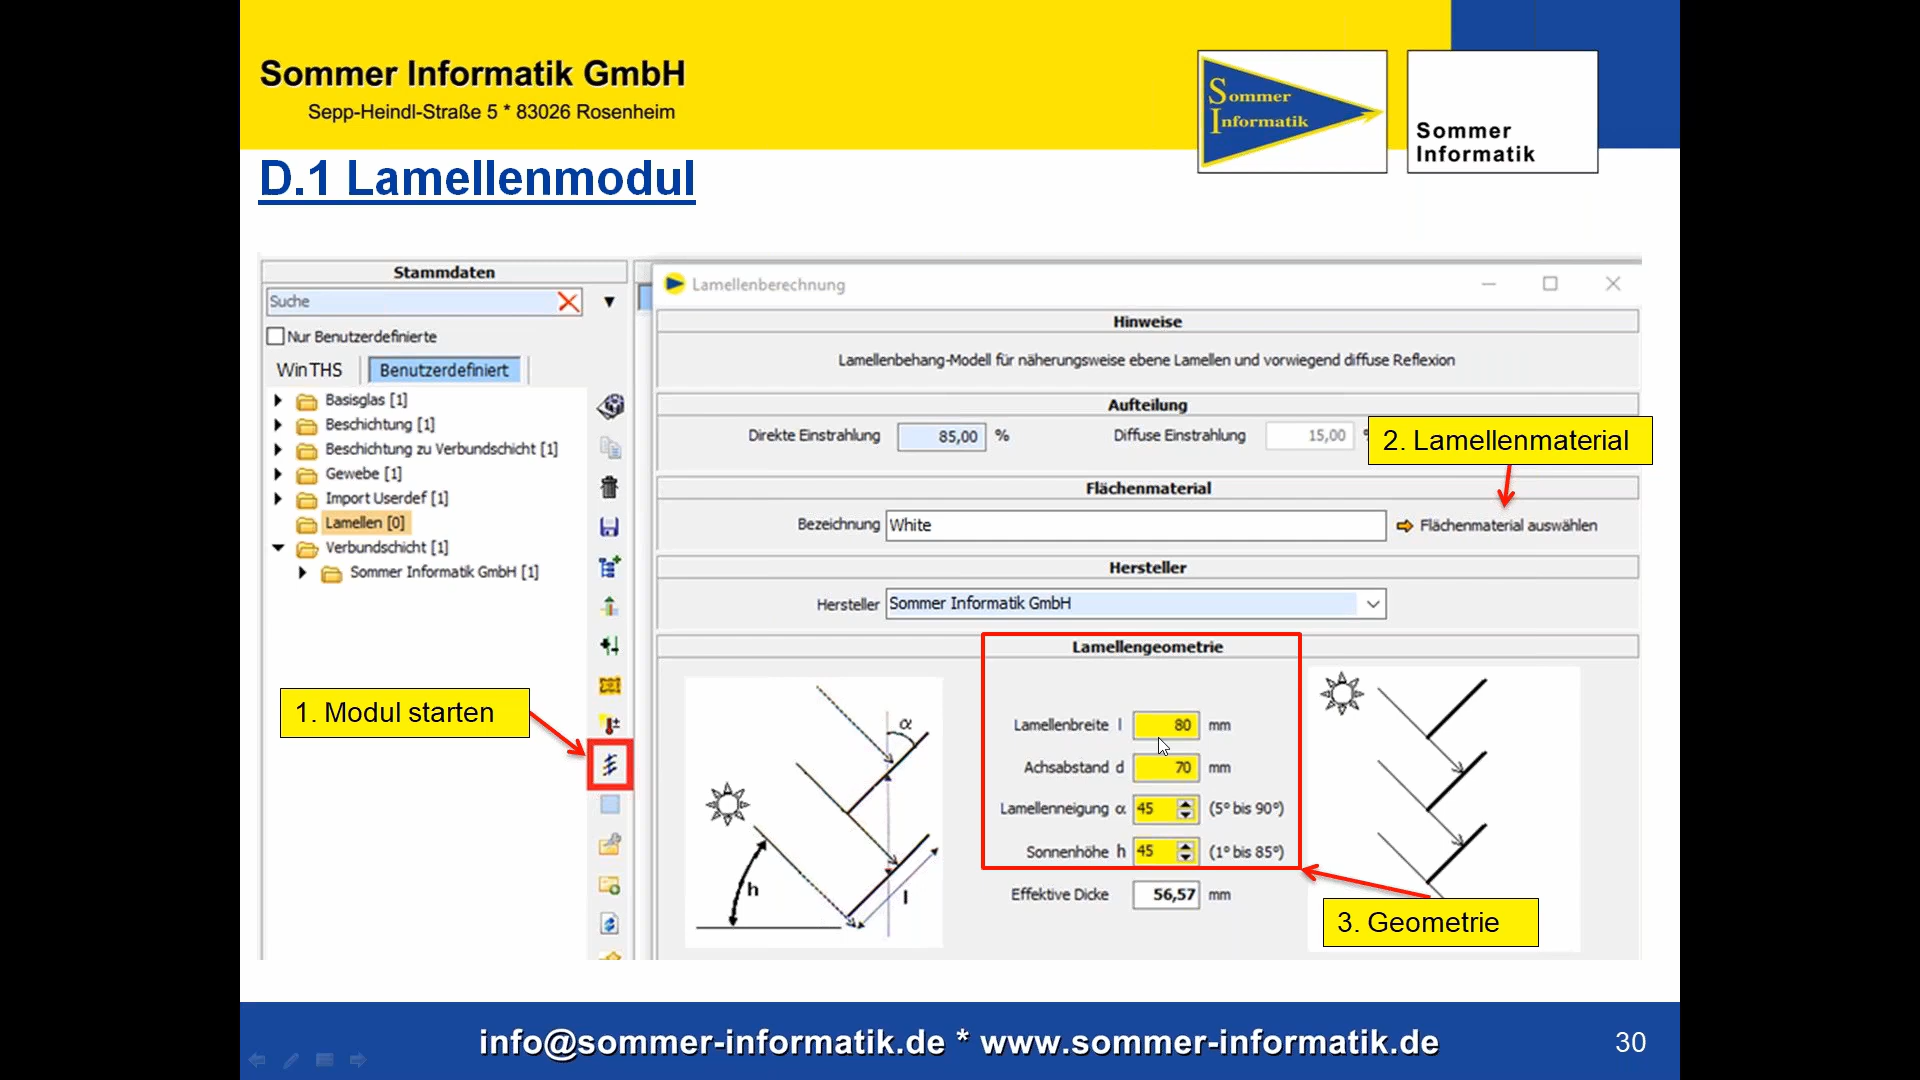 Sommer Informatik GmbH
Sepp-Heindl-Straße 5 * 83026 Rosenheim
Sommer
Informatik
Sommer
Informatik
D.1 Lamellenmodul
Stammdaten
Suche
Nur Benutzerdefinierte
WinTHS
Benutzerdefiniert
Basisglas [1]
Beschichtung [1]
Beschichtung zu Verbundschicht [1]
Gewebe [1]
Import Userdef [1]
Lamellen [0]
Verbundschicht [1]
Sommer Informatik GmbH [1]
1. Modul starten
Lamellenberechnung
Hinweise
Lamellenbehang-Modell für näherungsweise ebene Lamellen und vorwiegend diffuse Reflexion
Aufteilung
Direkte Einstrahlung 85,00 % Diffuse Einstrahlung 15,00
2. Lamellenmaterial
Flächenmaterial
Bezeichnung White Flächenmaterial auswählen
Hersteller
Hersteller Sommer Informatik GmbH
Lamellengeometrie
Lamellenbreite l 80 mm
Achsabstand d 70 mm
Lamellenneigung α 45 (5° bis 90°)
Sonnenhöhe h 45 (1° bis 85°)
Effektive Dicke 56,57 mm
α
h
l
3. Geometrie
info@sommer-informatik.de * www.sommer-informatik.de
30